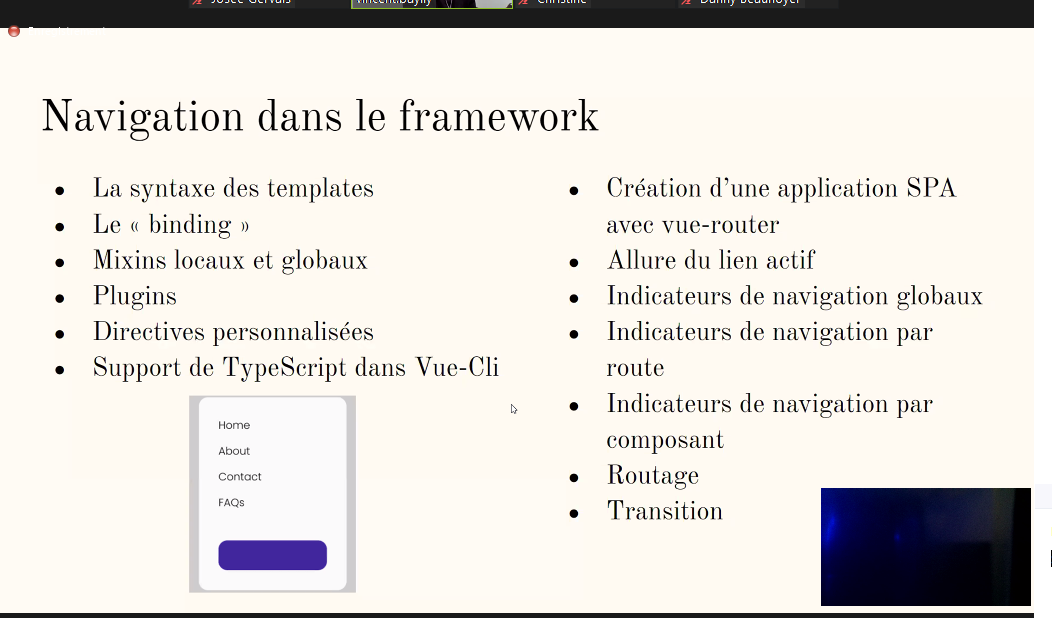 Josée Gervais
vincent.bayly
Christine
Navigation dans le framework
La syntaxe des templates
Le « binding »
Mixins locaux et globaux
Plugins
Directives personnalisées
Support de TypeScript dans Vue-Cli
Home
About
Contact
FAQs
Création d’une application SPA
avec vue-router
Allure du lien actif
Indicateurs de navigation globaux
Indicateurs de navigation par
route
Indicateurs de navigation par
composant
Routage
Transition